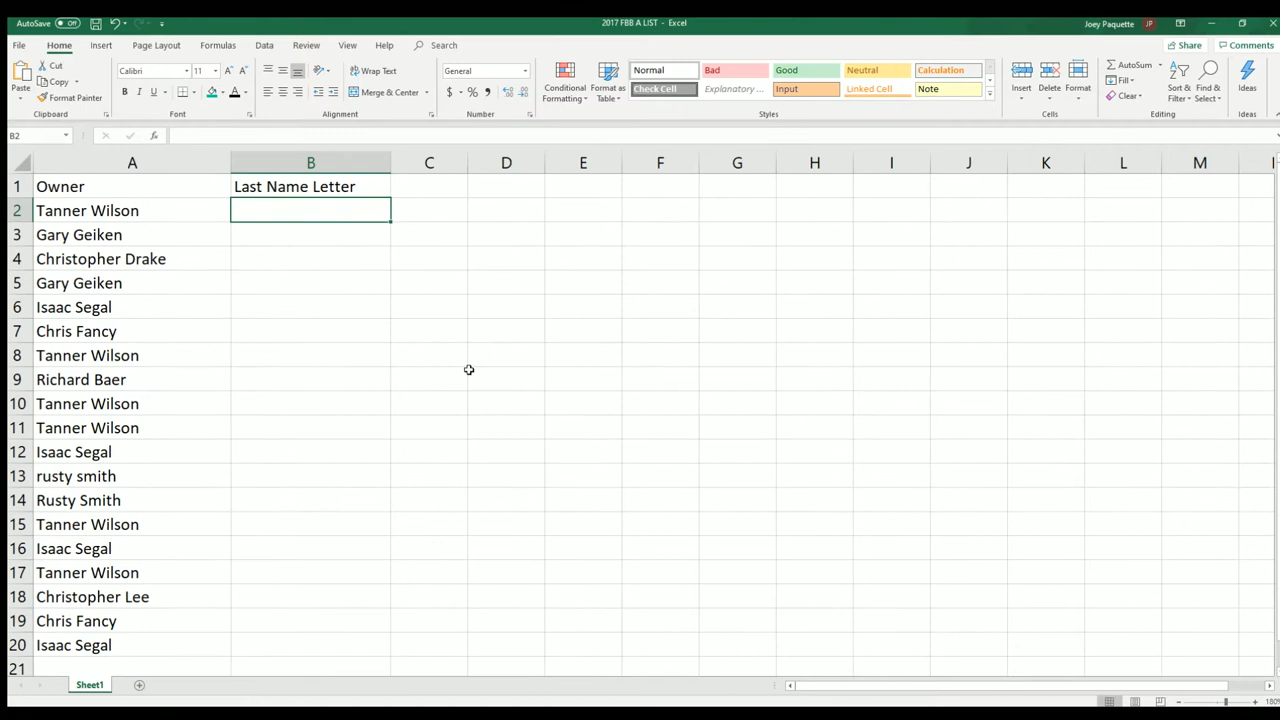 AutoSave Off
2017 FBB A LIST - Excel
Joey Paquette JP
File Home Insert Page Layout Formulas Data Review View Help Search
Share Comments
Paste
Cut
Copy
Format Painter
Clipboard
Calibri 11
B I U A
Font
Wrap Text
Merge & Center
Alignment
General
$ % ,
Number
Conditional Formatting
Format as Table
Normal Bad Good Neutral Calculation
Check Cell Explanatory ... Input Linked Cell Note
Styles
Insert Delete Format
Cells
AutoSum
Fill
Clear
Sort & Filter
Find & Select
Editing
Ideas
Ideas
B2 fx
A B C D E F G H I J K L M
1 Owner Last Name Letter
2 Tanner Wilson
3 Gary Geiken
4 Christopher Drake
5 Gary Geiken
6 Isaac Segal
7 Chris Fancy
8 Tanner Wilson
9 Richard Baer
10 Tanner Wilson
11 Tanner Wilson
12 Isaac Segal
13 rusty smith
14 Rusty Smith
15 Tanner Wilson
16 Isaac Segal
17 Tanner Wilson
18 Christopher Lee
19 Chris Fancy
20 Isaac Segal
21
Sheet1
180%